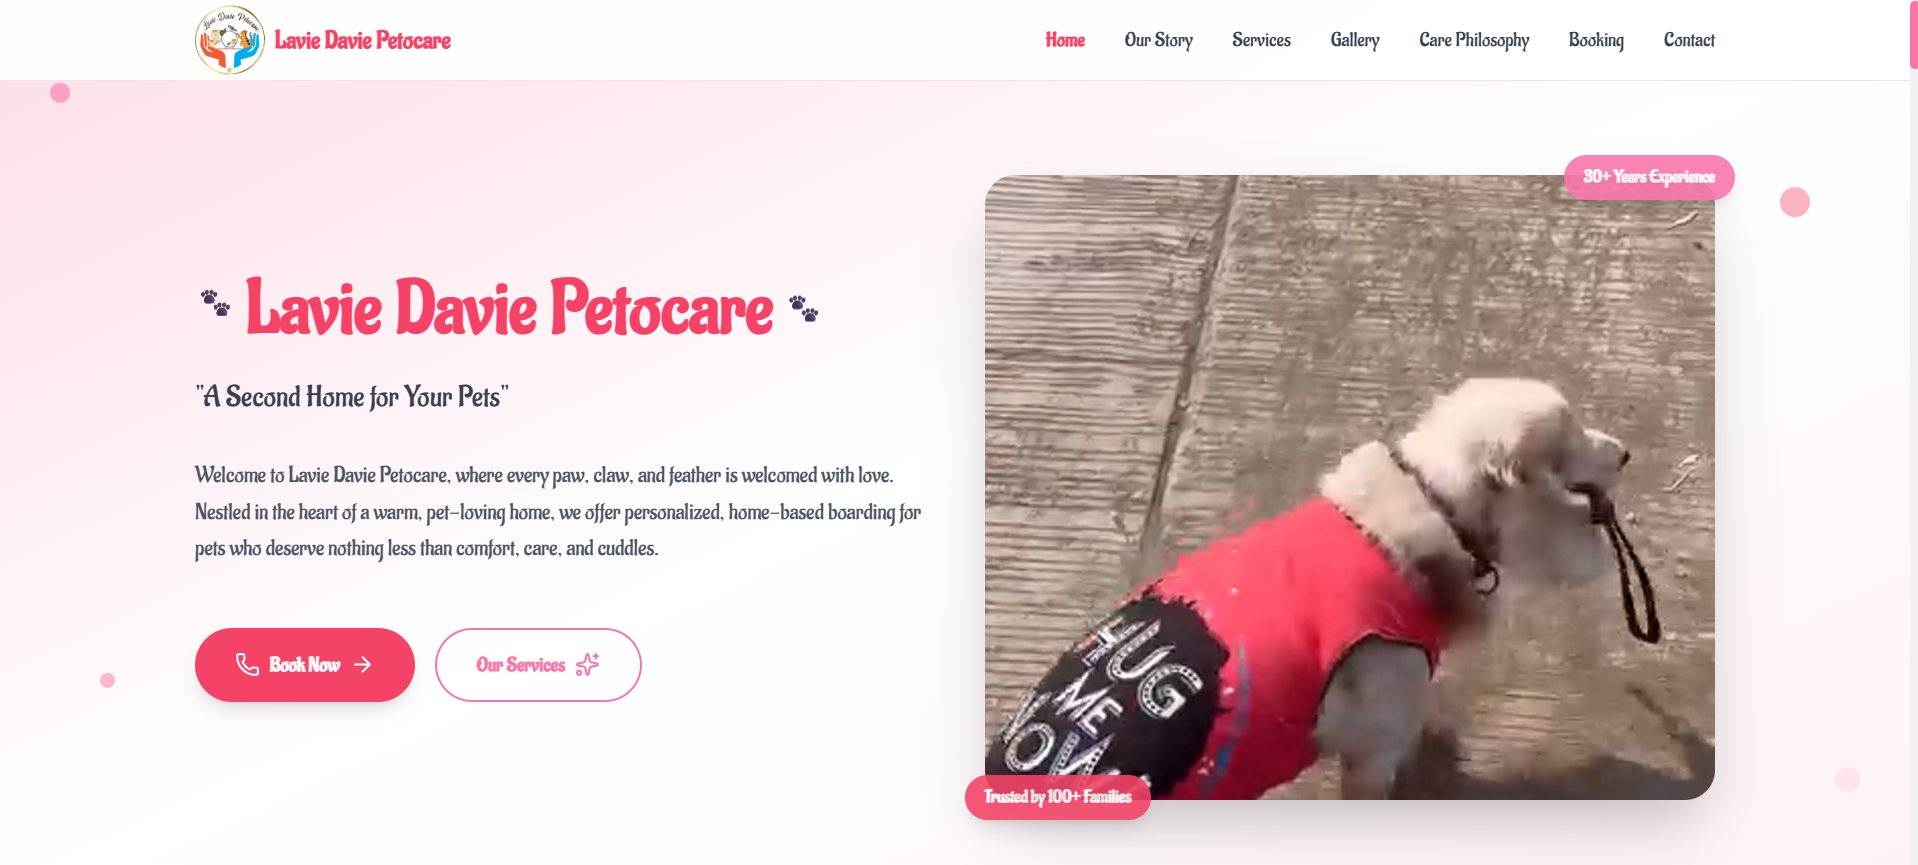 Lavie Davie Petocare
Lavie Davie Petocare
Home
Our Story
Services
Gallery
Care Philosophy
Booking
Contact
30+ Years Experience
Lavie Davie Petocare
"A Second Home for Your Pets"
Welcome to Lavie Davie Petocare, where every paw, claw, and feather is welcomed with love.
Nestled in the heart of a warm, pet-loving home, we offer personalized, home-based boarding for
pets who deserve nothing less than comfort, care, and cuddles.
Book Now
Our Services
HUG
ME
NOW
Trusted by 100+ Families